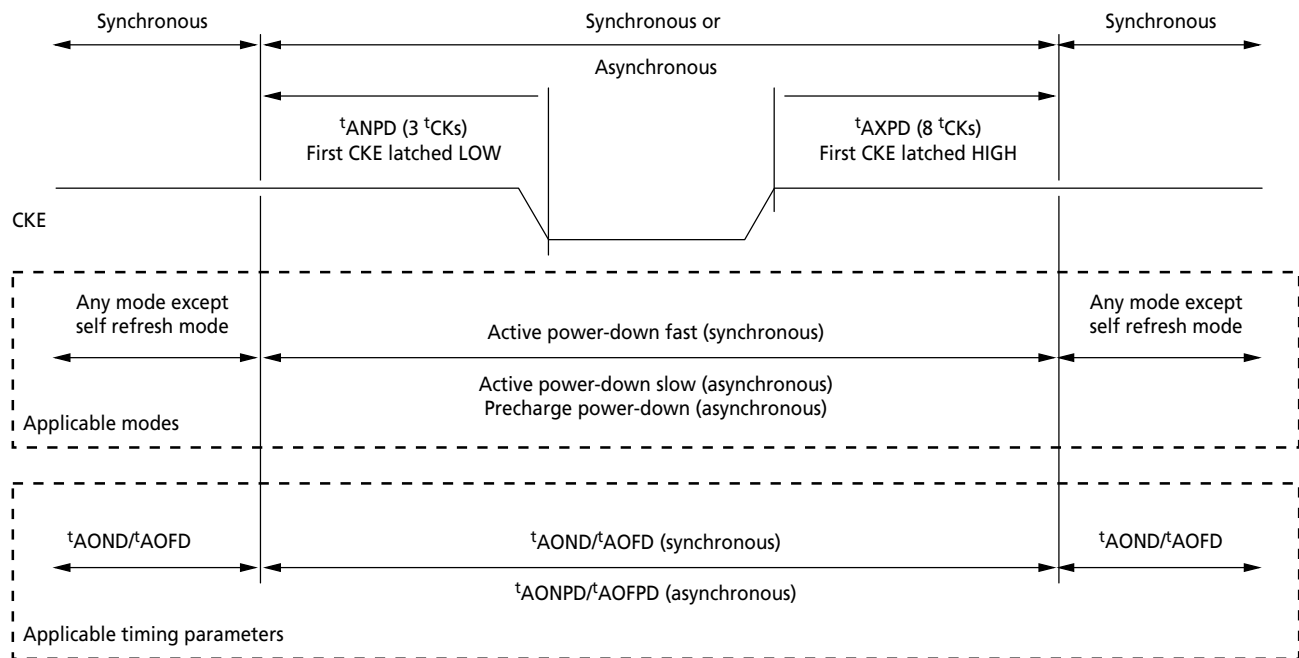 Synchronous
Synchronous or
Asynchronous
Synchronous
tANPD (3 tCKs)
First CKE latched LOW
tAXPD (8 tCKs)
First CKE latched HIGH
CKE
Any mode except
self refresh mode
Active power-down fast (synchronous)
Active power-down slow (asynchronous)
Precharge power-down (asynchronous)
Any mode except
self refresh mode
Applicable modes
tAOND/tAOFD
tAOND/tAOFD (synchronous)
tAONPD/tAOFPD (asynchronous)
tAOND/tAOFD
Applicable timing parameters